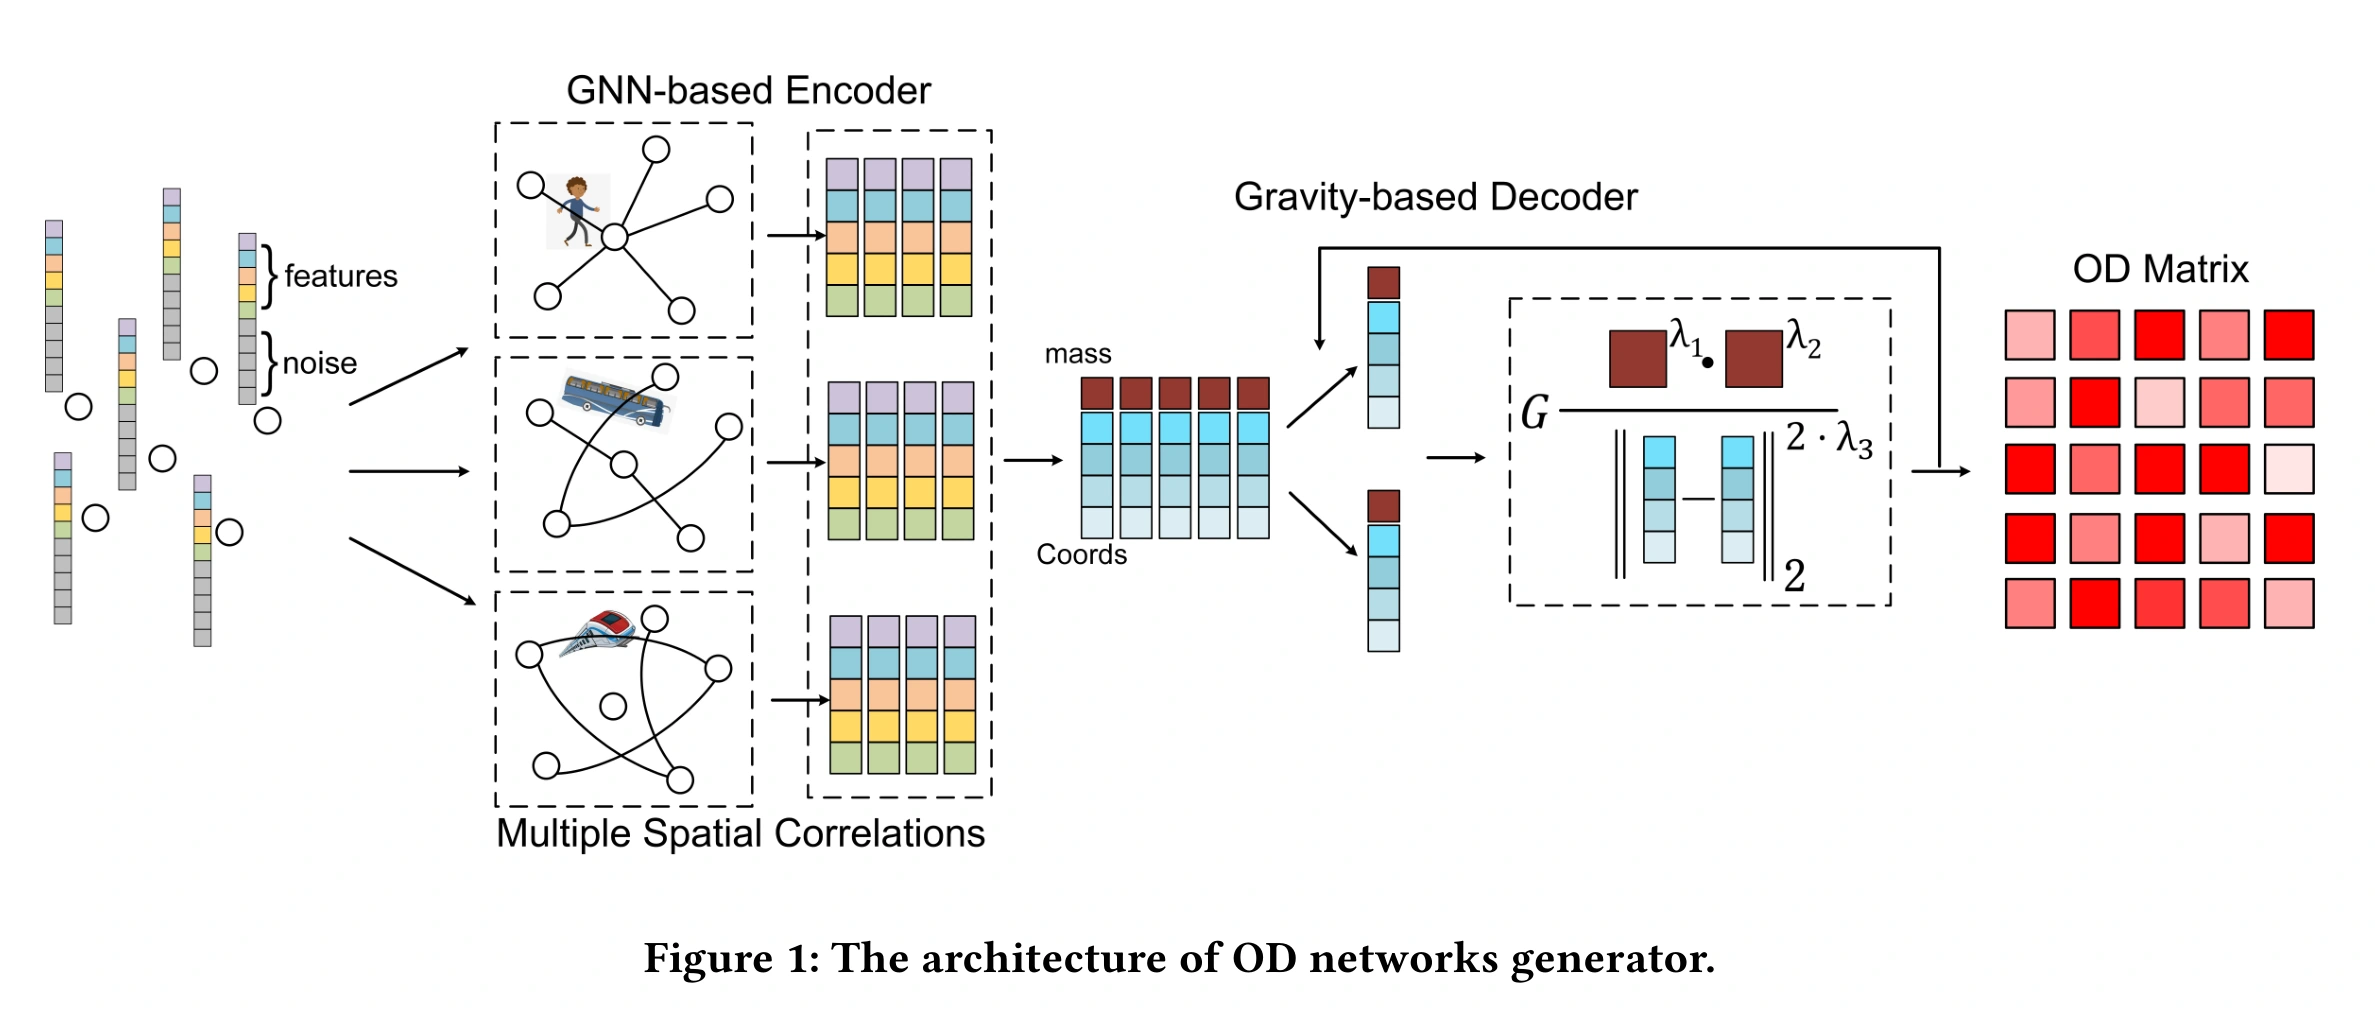 GNN-based Encoder
features
noise
Multiple Spatial Correlations
mass
Coords
Gravity-based Decoder
G
λ1 • λ2
2 · λ3
2
OD Matrix
Figure 1: The architecture of OD networks generator.